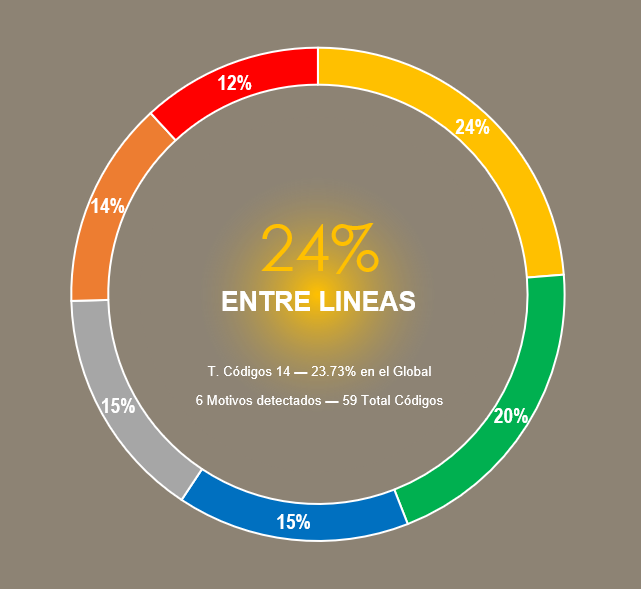 12%
24%
14%
24%
ENTRE LINEAS
T. Códigos 14 — 23.73% en el Global
6 Motivos detectados — 59 Total Códigos
15%
20%
15%